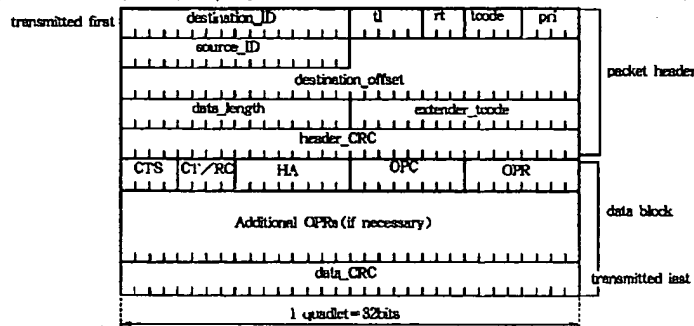 transmitted first destination_ID tl rt tcode pri
source_ID
destination_offset
packet header
data_length extender_tcode
header_CRC
CTS CT/RC HA OPC OPR
Additional OPRs (if necessary)
data block
data_CRC
transmitted last
1 quadlet=32bits